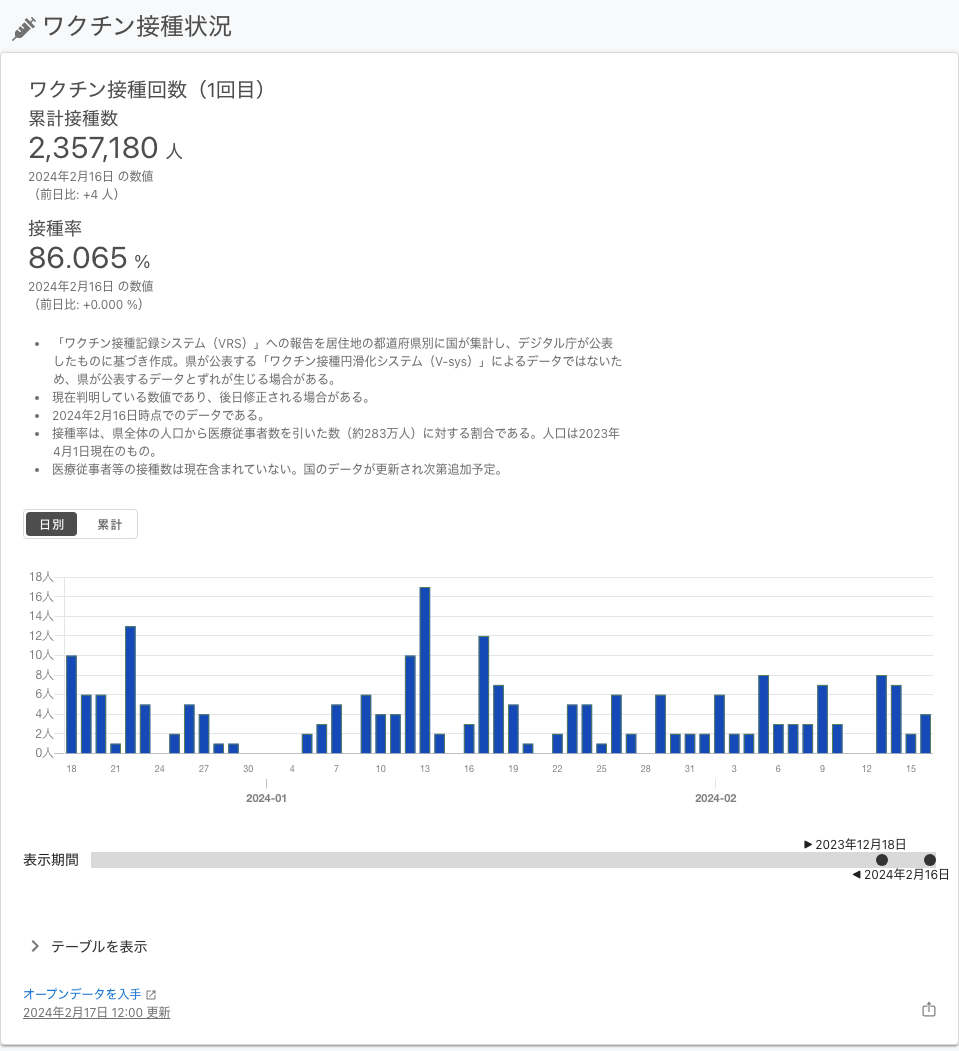 ワクチン接種状況
ワクチン接種回数（1回目）
累計接種数
2,357,180 人
2024年2月16日 の数値
（前日比: +4 人）
接種率
86.065 %
2024年2月16日 の数値
（前日比: +0.000 %）
• 「ワクチン接種記録システム（VRS）」への報告を居住地の都道府県別に国が集計し、デジタル庁が公表
したものに基づき作成。県が公表する「ワクチン接種円滑化システム（V-sys）」によるデータではないた
め、県が公表するデータとずれが生じる場合がある。
• 現在判明している数値であり、後日修正される場合がある。
• 2024年2月16日時点でのデータである。
• 接種率は、県全体の人口から医療従事者数を引いた数（約283万人）に対する割合である。人口は2023年
4月1日現在のもの。
• 医療従事者等の接種数は現在含まれていない。国のデータが更新され次第追加予定。
日別 累計
18人
16人
14人
12人
10人
8人
6人
4人
2人
0人
18 21 24 27 30 4 7 10 13 16 19 22 25 28 31 3 6 9 12 15
2024-01 2024-02
▶ 2023年12月18日
表示期間
◀ 2024年2月16日
テーブルを表示
オープンデータを入手
2024年2月17日 12:00 更新